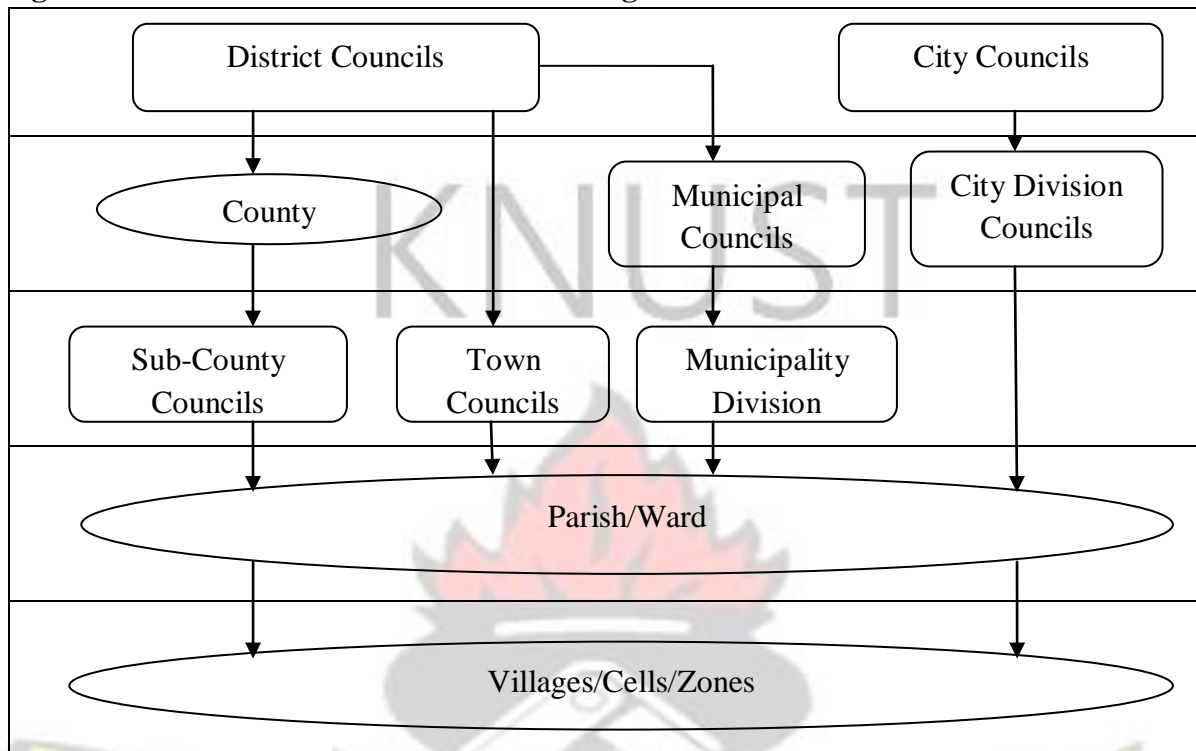 District Councils
City Councils
County
Municipal
Councils
City Division
Councils
KNUST
Sub-County
Councils
Town
Councils
Municipality
Division
Parish/Ward
Villages/Cells/Zones